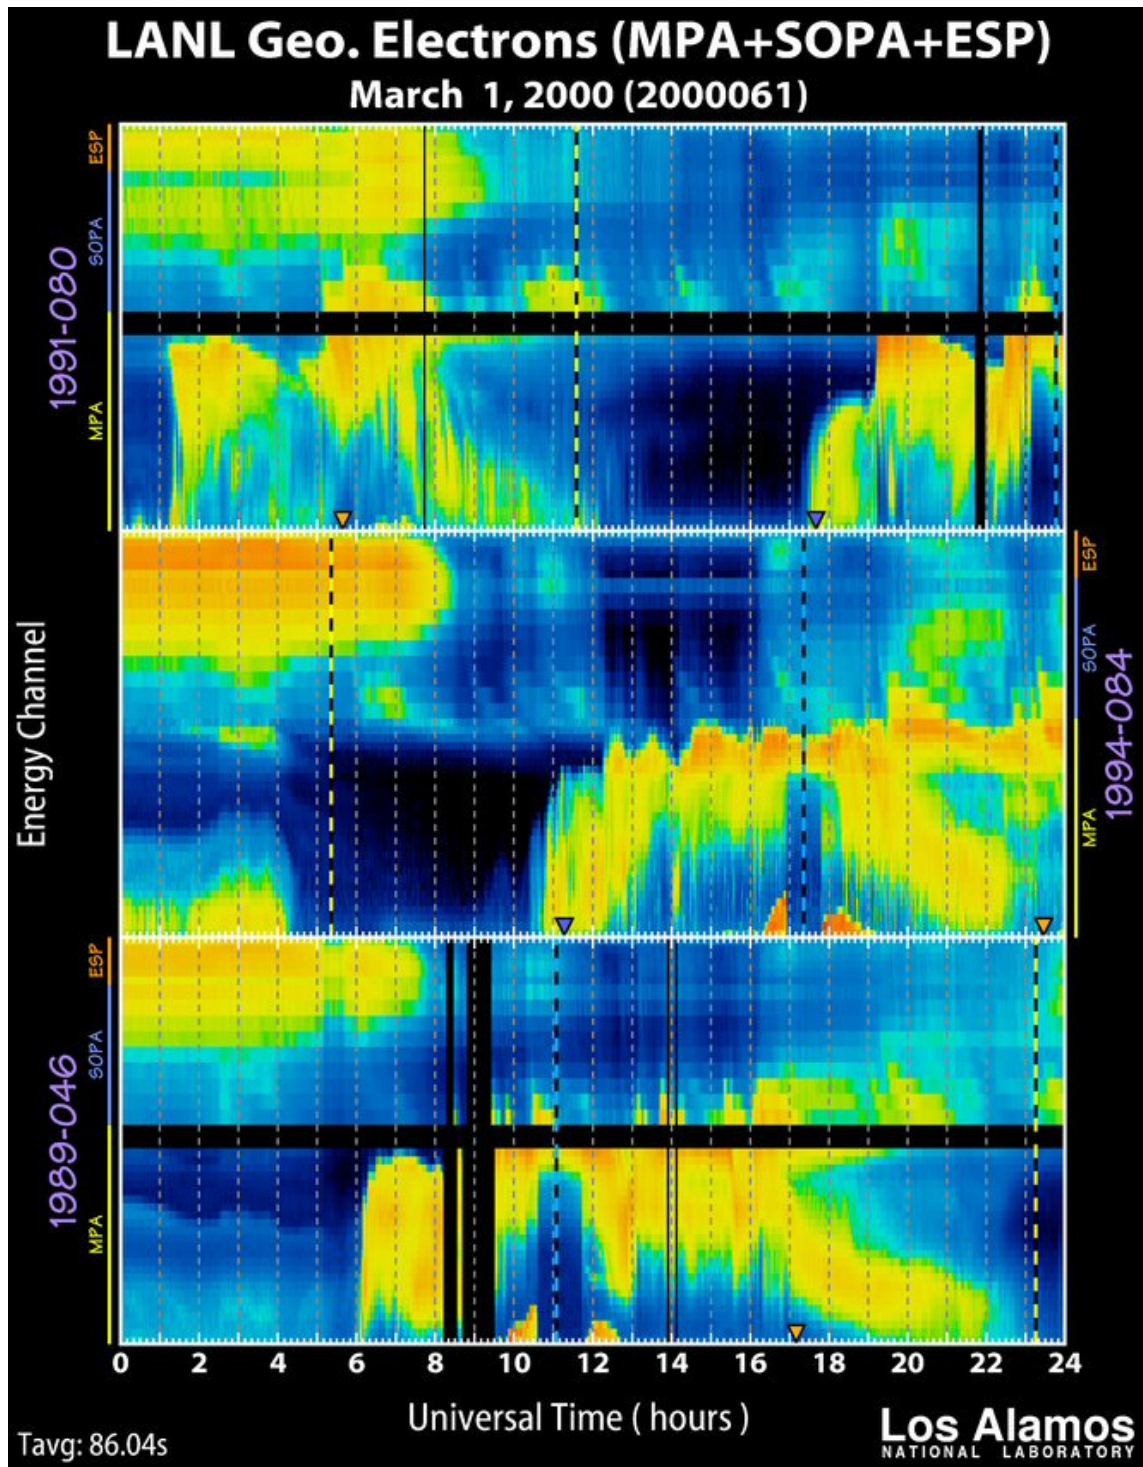 LANL Geo. Electrons (MPA+SOPA+ESP)
March 1, 2000 (2000061)
ESP
SOPA
MPA
1991-080
ESP
SOPA
MPA
1994-084
Energy Channel
ESP
SOPA
MPA
1989-046
0 2 4 6 8 10 12 14 16 18 20 22 24
Universal Time ( hours )
Tavg: 86.04s
Los Alamos
NATIONAL LABORATORY